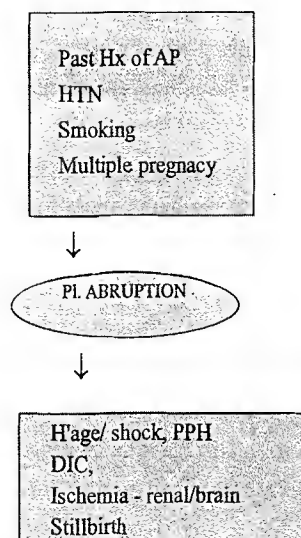 Past Hx of AP
HTN
Smoking
Multiple pregnacy
↓
Pl. ABRUPTION
↓
H'age/ shock, PPH
DIC,
Ischemia - renal/brain
Stillbirth